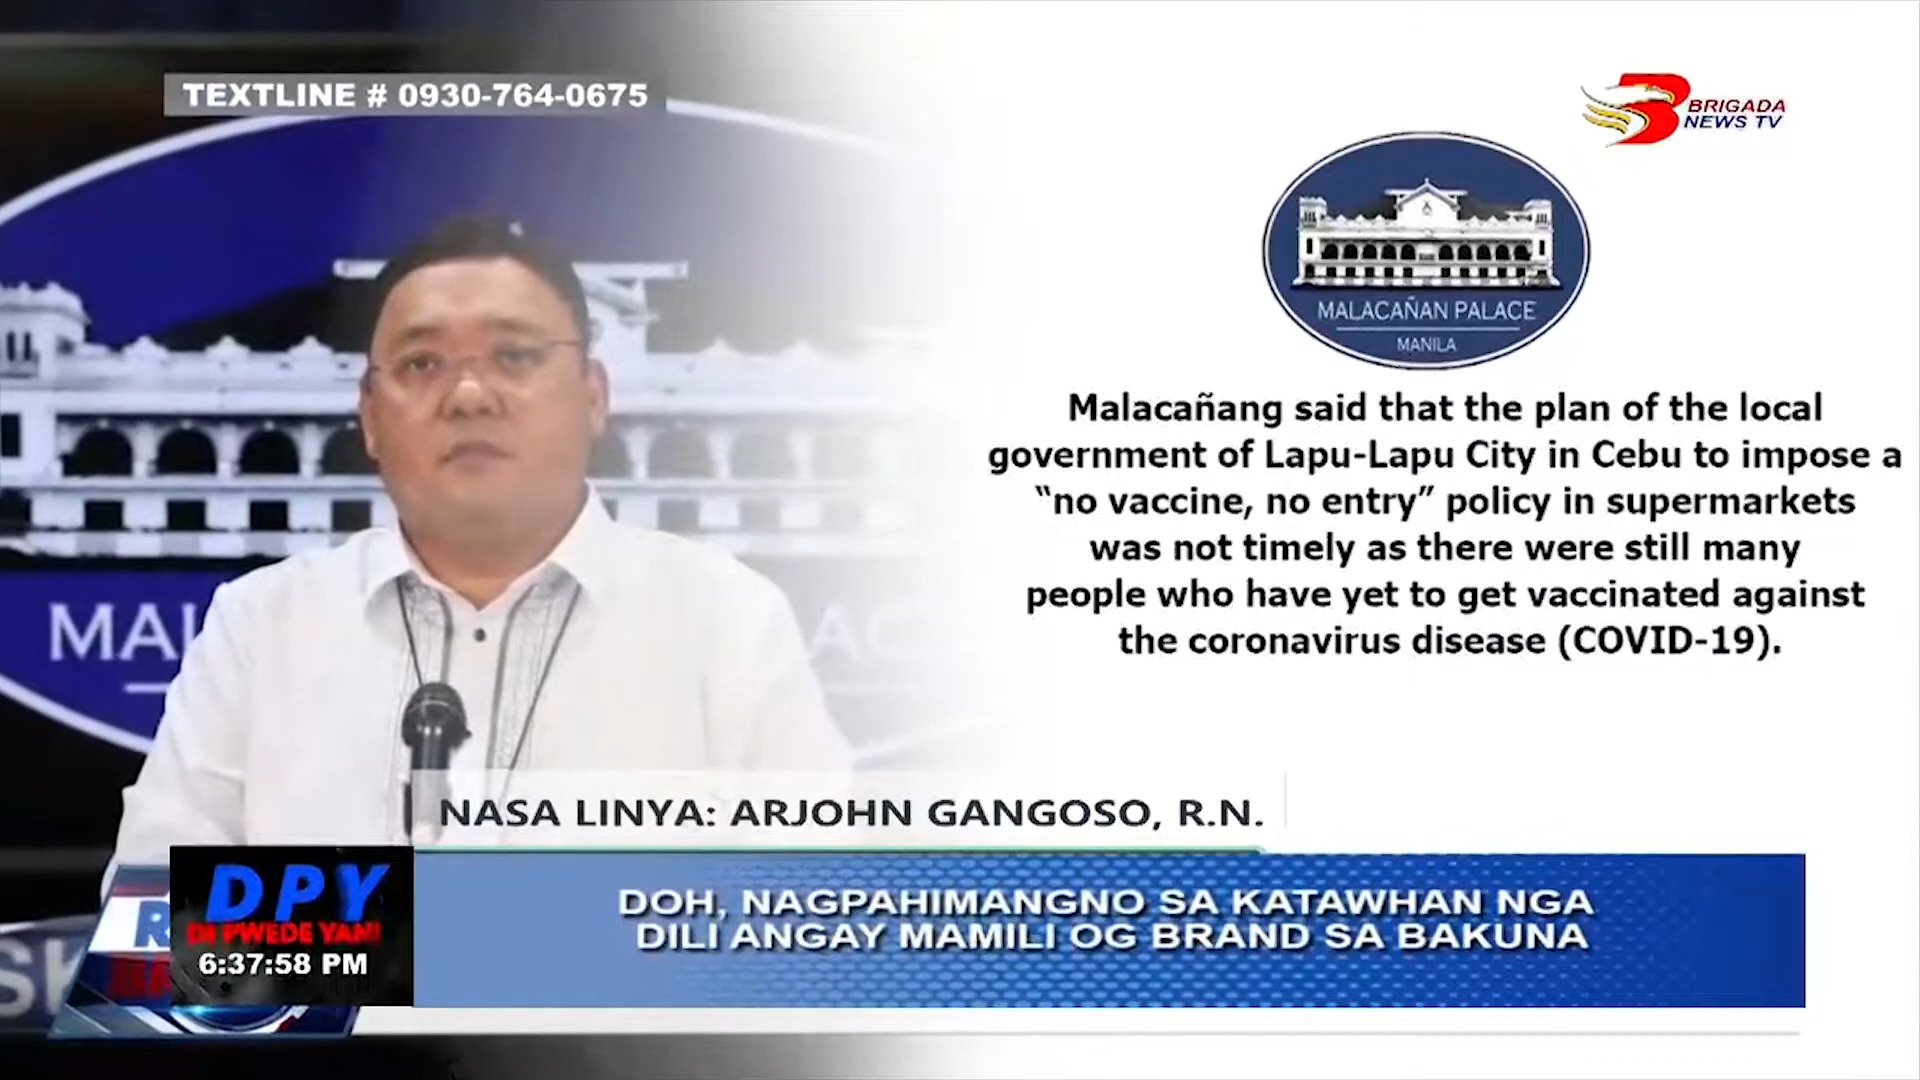 TEXTLINE # 0930-764-0675
BRIGADA
NEWS TV
MALACAÑAN PALACE
MANILA
Malacañang said that the plan of the local
government of Lapu-Lapu City in Cebu to impose a
“no vaccine, no entry” policy in supermarkets
was not timely as there were still many
people who have yet to get vaccinated against
the coronavirus disease (COVID-19).
MAL
NASA LINYA: ARJOHN GANGOSO, R.N.
DPY
DI PWEDE YAN!
6:37:58 PM
DOH, NAGPAHIMANGNO SA KATAWHAN NGA
DILI ANGAY MAMILI OG BRAND SA BAKUNA